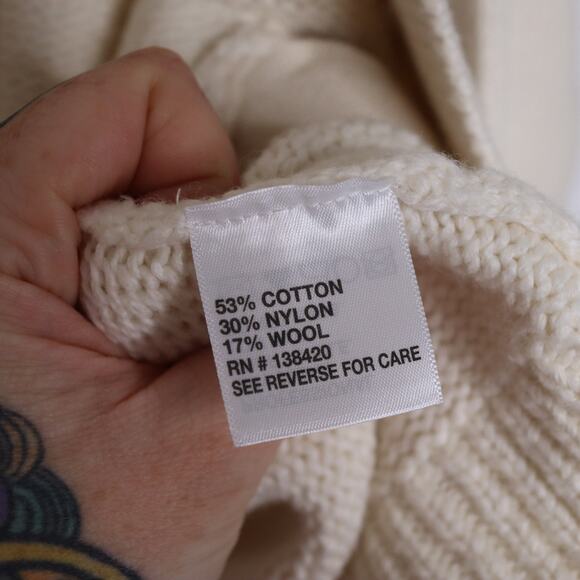 53% COTTON
30% NYLON
17% WOOL
RN # 138420
SEE REVERSE FOR CARE